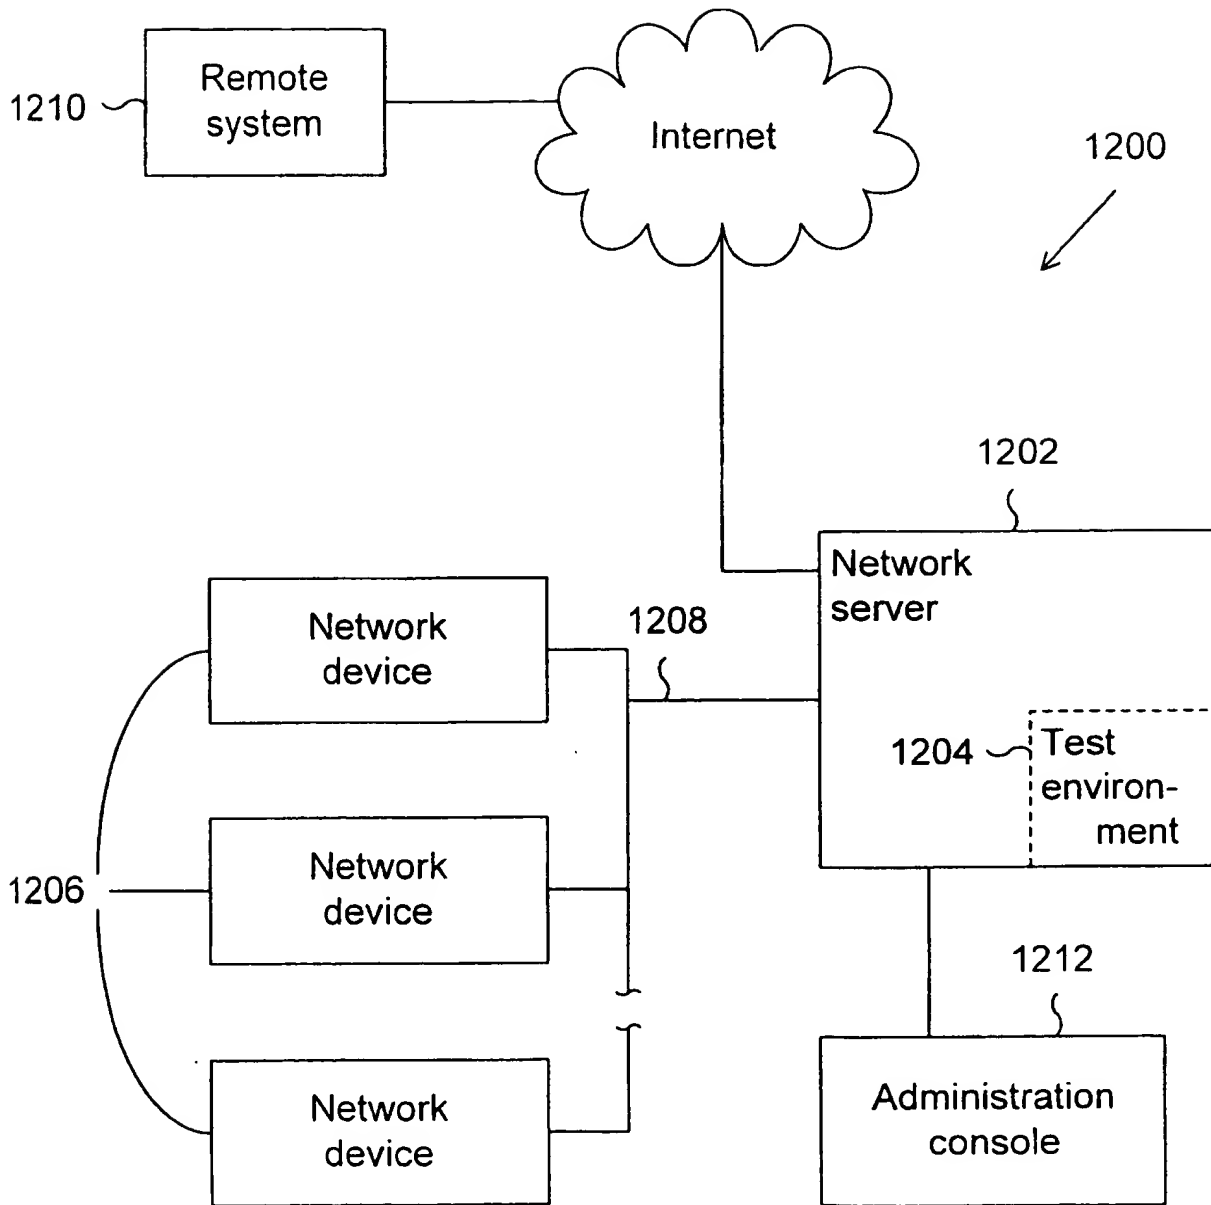 Remote
system
1210
Internet
1200
1202
Network
server
1208
Network
device
1204
Test
environ-
ment
Network
device
1206
1212
Network
device
Administration
console